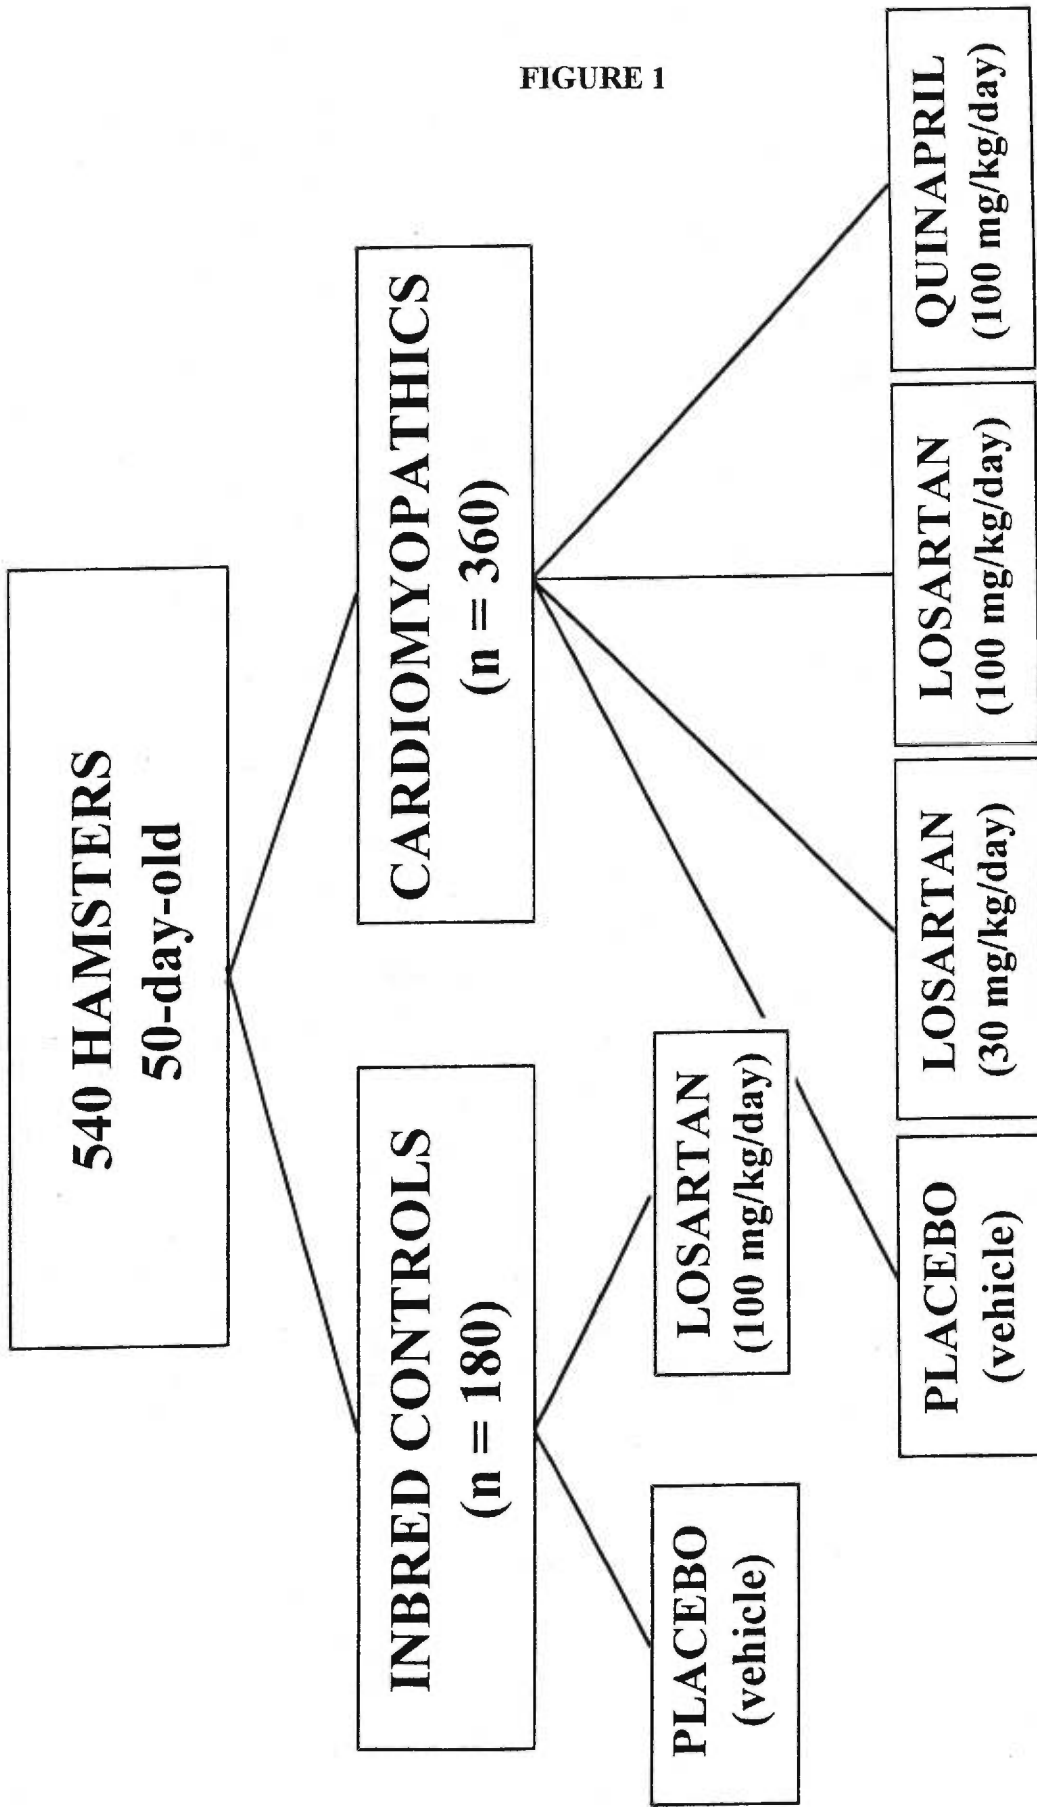 FIGURE 1
540 HAMSTERS
50-day-old
INBRED CONTROLS
(n = 180)
CARDIOMYOPATHICS
(n = 360)
PLACEBO
(vehicle)
LOSARTAN
(100 mg/kg/day)
PLACEBO
(vehicle)
LOSARTAN
(30 mg/kg/day)
LOSARTAN
(100 mg/kg/day)
QUINAPRIL
(100 mg/kg/day)